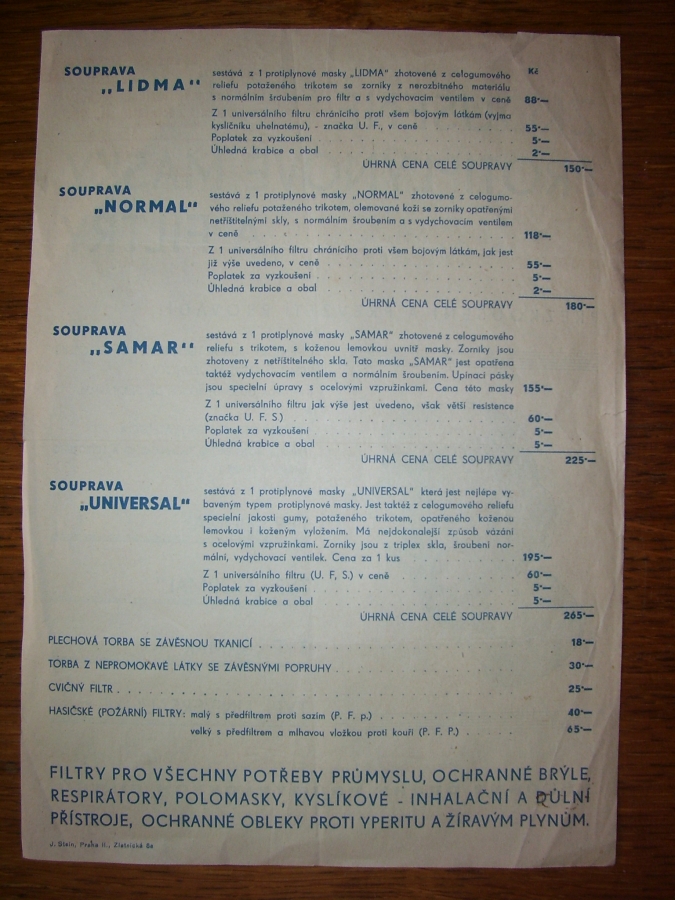 Kč
SOUPRAVA
„LIDMA"
sestává z 1 protiplynové masky „LIDMA" zhotovené z celogumového
reliefu potaženého trikotem se zorníky z nerozbitného materiálu
s normálním šroubením pro filtr a s vydychovacím ventilem v ceně 88·—
Z 1 universálního filtru chránícího proti všem bojovým látkám (vyjma
kysličníku uhelnatému), - značka U. F., v ceně . . . . . . . . 55·—
Poplatek za vyzkoušení . . . . . . . . 5·—
Úhledná krabice a obal . . . . . . . . 2·—
ÚHRNÁ CENA CELÉ SOUPRAVY 150·—
SOUPRAVA
„NORMAL"
sestává z 1 protiplynové masky „NORMAL" zhotovené z celogumo-
vého reliefu potaženého trikotem, olemované koží se zorníky opatřenými
netříštitelnými skly, s normálním šroubením a s vydychovacím ventilem
v ceně . . . . . . . . 118·—
Z 1 universálního filtru chránícího proti všem bojovým látkám, jak jest
již výše uvedeno, v ceně . . . . . . . . 55·—
Poplatek za vyzkoušení . . . . . . . . 5·—
Úhledná krabice a obal . . . . . . . . 2·—
ÚHRNÁ CENA CELÉ SOUPRAVY 180·—
SOUPRAVA
„SAMAR"
sestává z 1 protiplynové masky „SAMAR" zhotovené z celogumového
reliefu s trikotem, s koženou lemovkou uvnitř masky. Zorníky jsou
zhotoveny z netříštitelného skla. Tato maska „SAMAR" jest opatřena
taktéž vydychovacím ventilem a normálním šroubením. Upínací pásky
jsou specielní úpravy s ocelovými vzpružinkami. Cena této masky 155·—
Z 1 universálního filtru jak výše jest uvedeno, však větší resistence
(značka U. F. S.) . . . . . . . . 60·—
Poplatek za vyzkoušení . . . . . . . . 5·—
Úhledná krabice a obal . . . . . . . . 5·—
ÚHRNÁ CENA CELÉ SOUPRAVY 225·—
SOUPRAVA
„UNIVERSAL"
sestává z 1 protiplynové masky „UNIVERSAL" která jest nejlépe vy-
baveným typem protiplynové masky. Jest taktéž z celogumového reliefu
specielní jakosti gumy, potaženého trikotem, opatřeného koženou
lemovkou i koženým vyložením. Má nejdokonalejší způsob vázání
s ocelovými vzpružinkami. Zorníky jsou z triplex skla, šroubení nor-
mální, vydychovací ventilek. Cena za 1 kus . . . . . . . . 195·—
Z 1 universálního filtru (U. F. S.) v ceně . . . . . . . . 60·—
Poplatek za vyzkoušení . . . . . . . . 5·—
Úhledná krabice a obal . . . . . . . . 5·—
ÚHRNÁ CENA CELÉ SOUPRAVY 265·—
PLECHOVÁ TORBA SE ZÁVĚSNOU TKANICÍ . . . . . . . . 18·—
TORBA Z NEPROMOKAVÉ LÁTKY SE ZÁVĚSNÝMI POPRUHY . . . . . . . . 30·—
CVIČNÝ FILTR . . . . . . . . 25·—
HASIČSKÉ (POŽÁRNÍ) FILTRY: malý s předfiltrem proti sazím (P. F. p.) . . . . . . . . 40·—
velký s předfiltrem a mlhavou vložkou proti kouři (P. F. P.) . . . . . . . . 65·—
FILTRY PRO VŠECHNY POTŘEBY PRŮMYSLU, OCHRANNÉ BRÝLE,
RESPIRÁTORY, POLOMASKY, KYSLÍKOVÉ - INHALAČNÍ A DŮLNÍ
PŘÍSTROJE, OCHRANNÉ OBLEKY PROTI YPERITU A ŽÍRAVÝM PLYNŮM.
J. Stein, Praha II., Zlatnická 6a